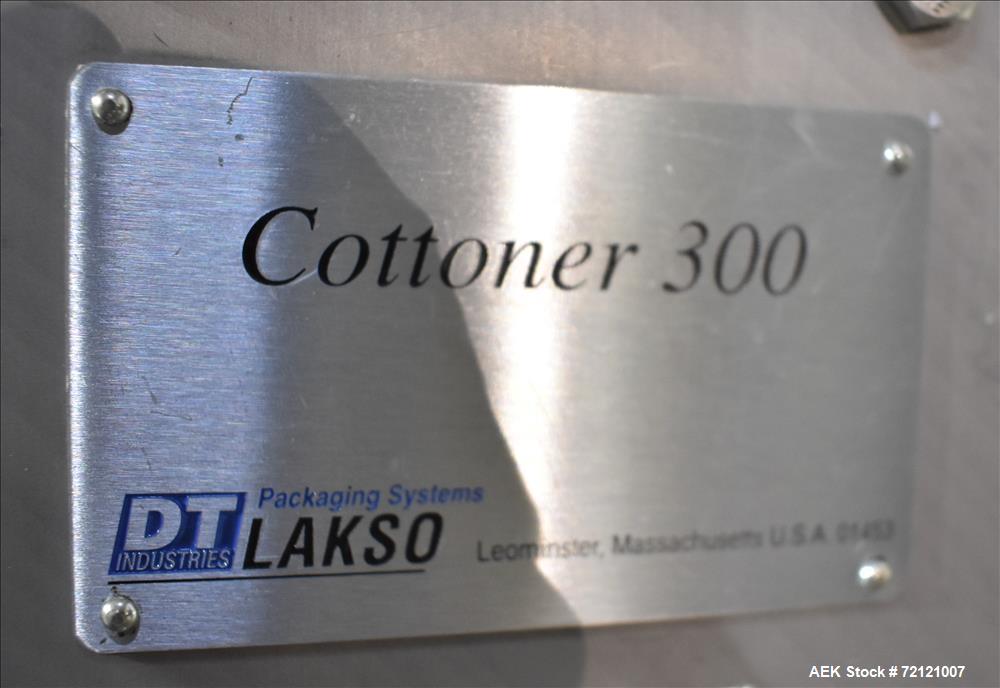 Cottoner 300
DT INDUSTRIES
Packaging Systems
LAKSO
Leominster, Massachusetts U.S.A. 01453
AEK Stock # 72121007